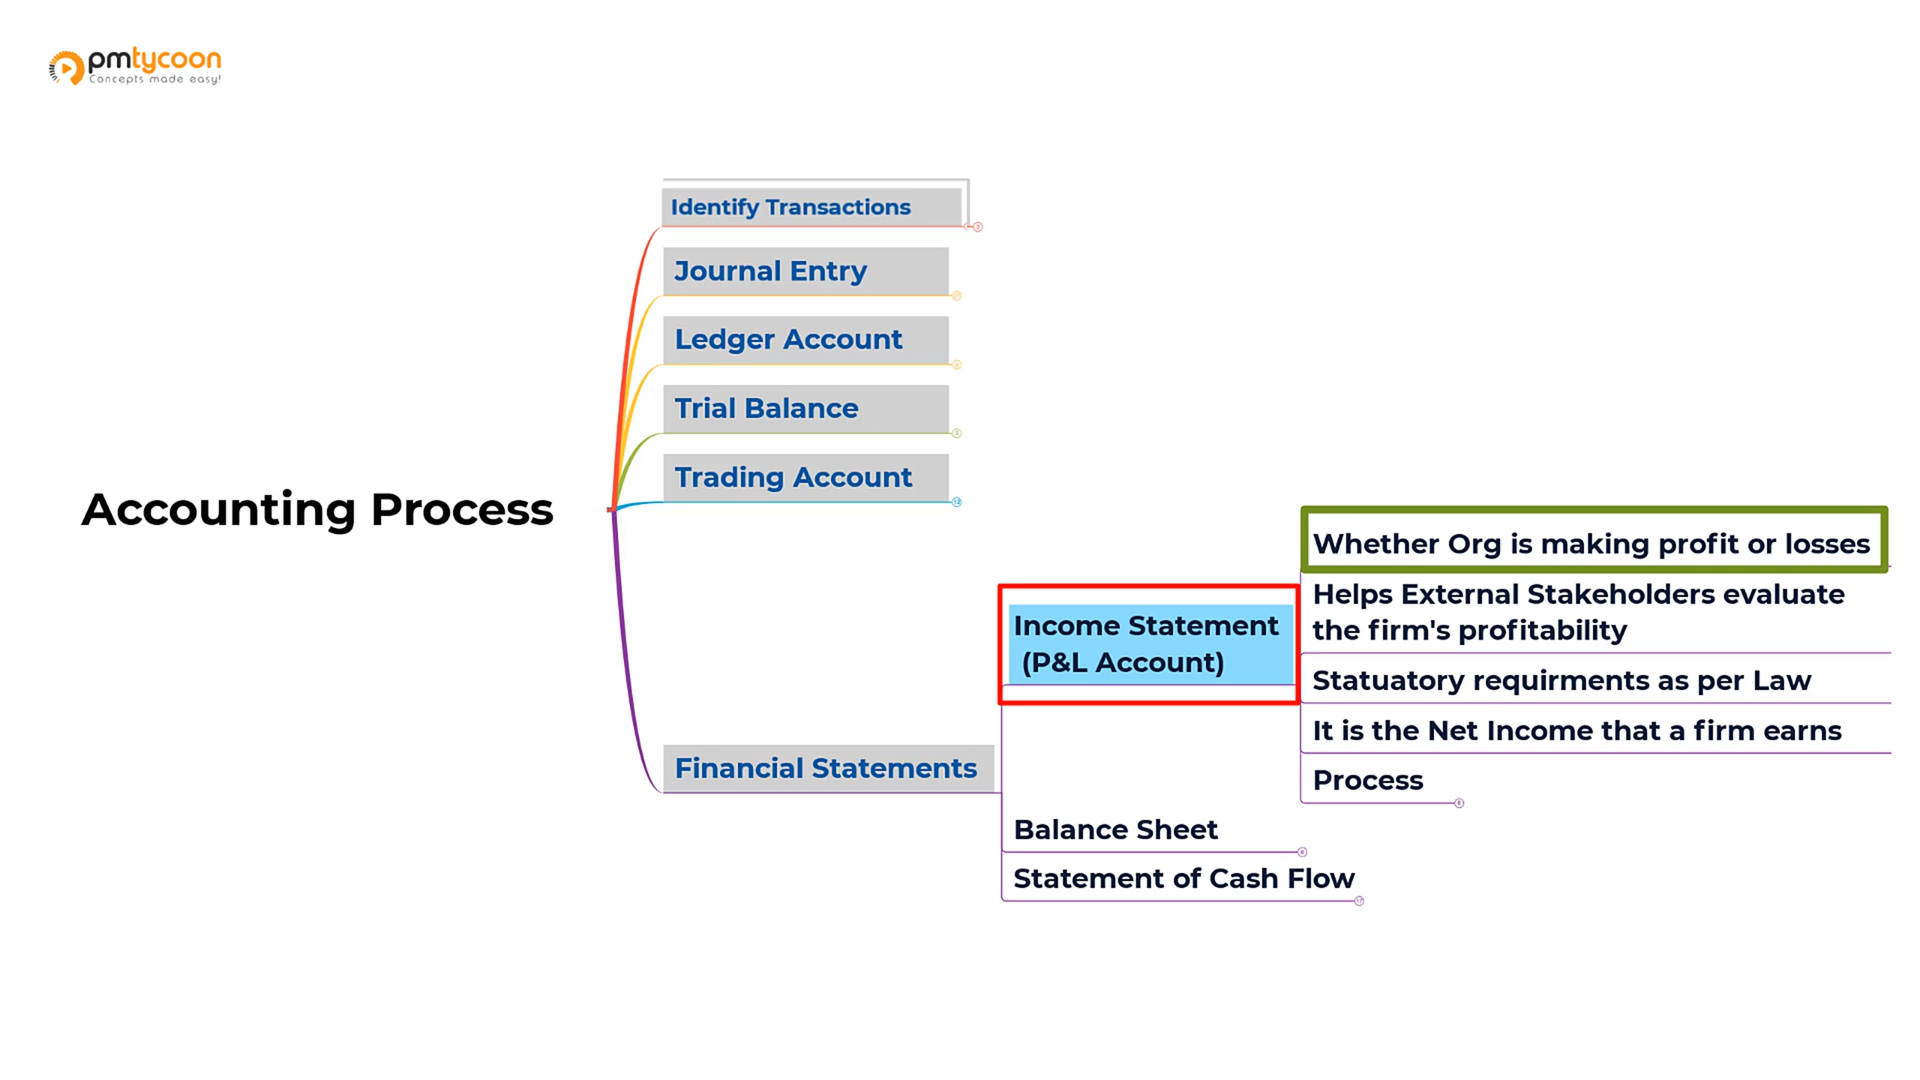 pmtycoon
Concepts made easy!
Identify Transactions
Journal Entry
Ledger Account
Trial Balance
Trading Account
Accounting Process
Whether Org is making profit or losses
Helps External Stakeholders evaluate
the firm's profitability
Income Statement
(P&L Account)
Statuatory requirments as per Law
It is the Net Income that a firm earns
Process
Financial Statements
Balance Sheet
Statement of Cash Flow